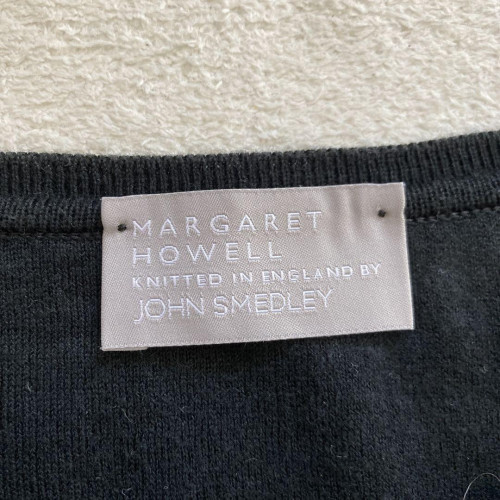 MARGARET
HOWELL
KNITTED IN ENGLAND BY
JOHN SMEDLEY